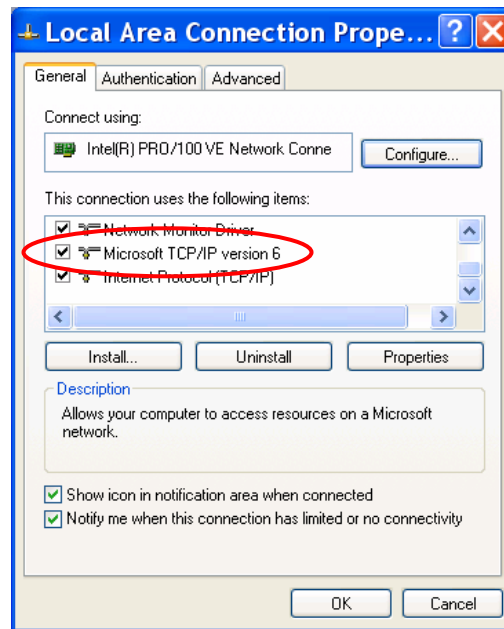 Local Area Connection Prope...
General Authentication Advanced
Connect using:
Intel(R) PRO/100 VE Network Conne
Configure...
This connection uses the following items:
Network Monitor Driver
Microsoft TCP/IP version 6
Internet Protocol (TCP/IP)
Install... Uninstall Properties
Description
Allows your computer to access resources on a Microsoft
network.
Show icon in notification area when connected
Notify me when this connection has limited or no connectivity
OK Cancel